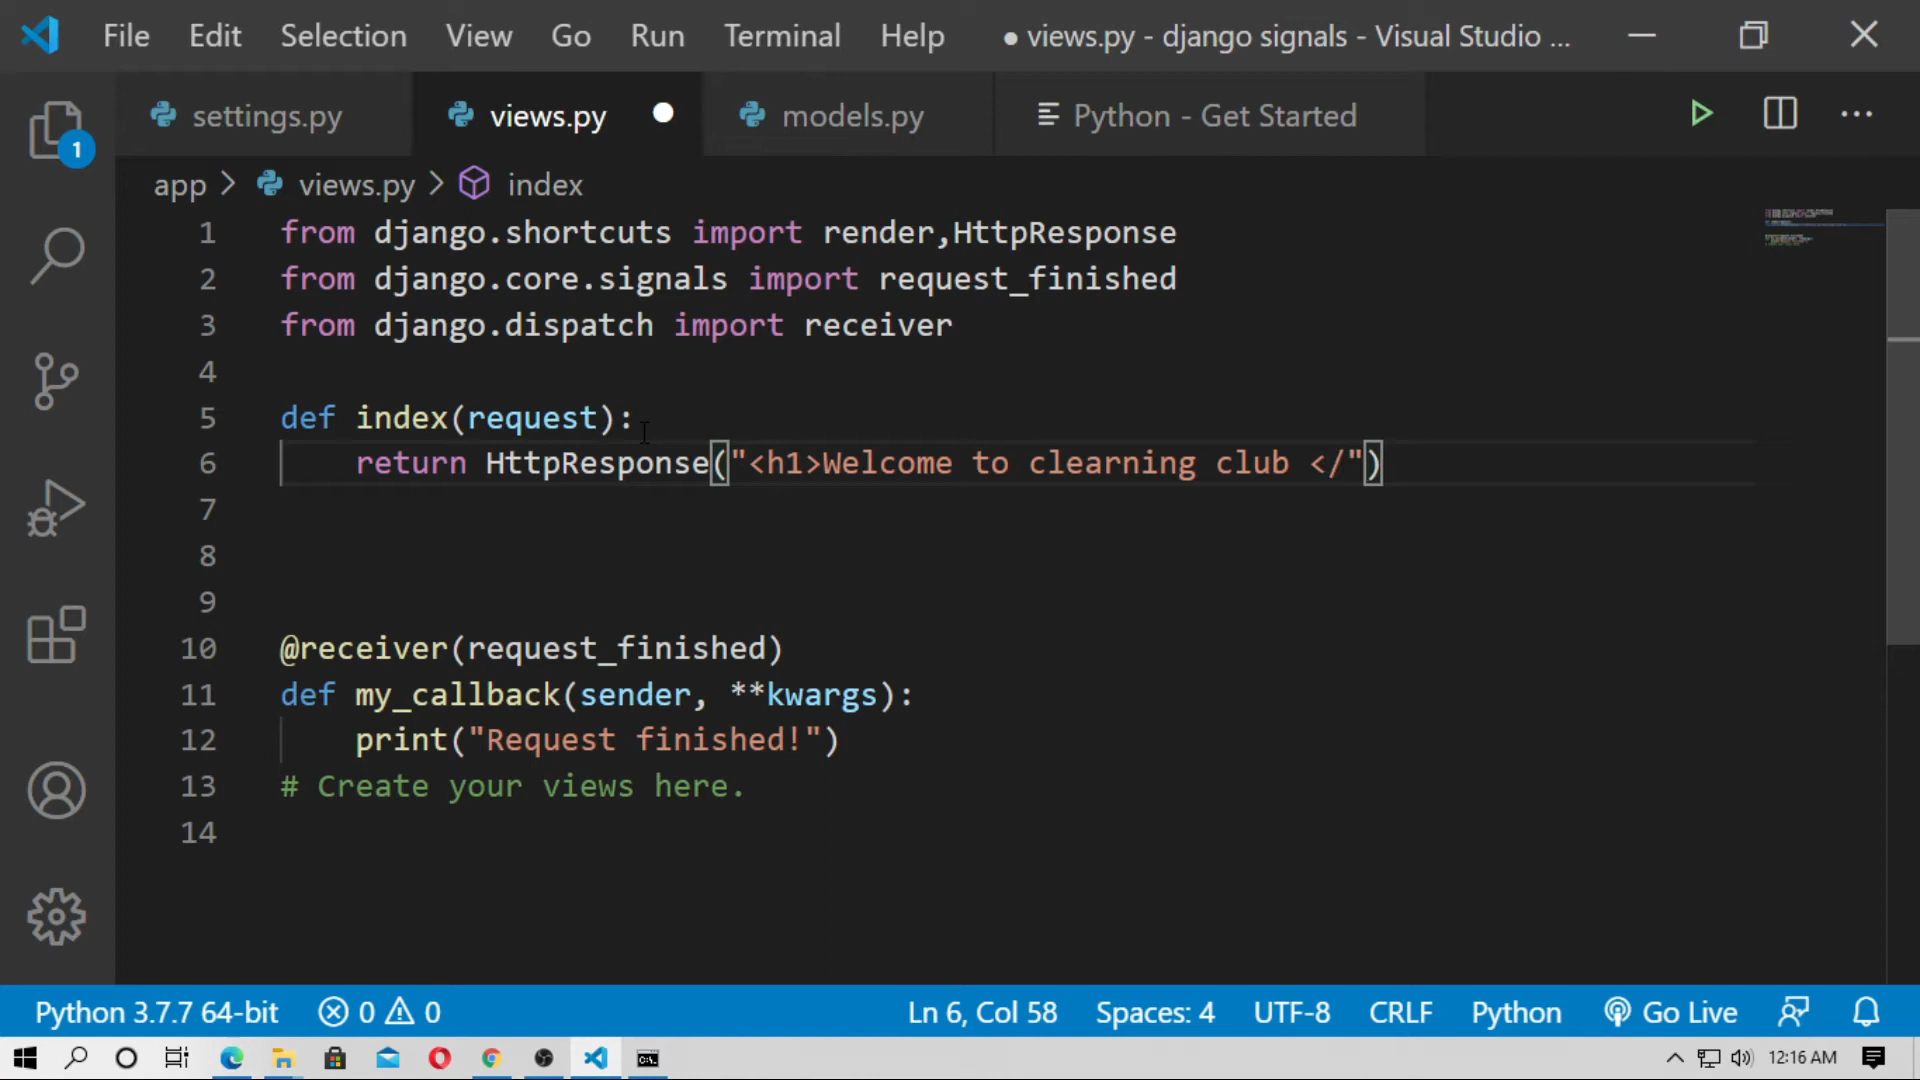 File Edit Selection View Go Run Terminal Help ● views.py - django signals - Visual Studio ...
settings.py views.py models.py Python - Get Started
1
app > views.py > index
1 from django.shortcuts import render,HttpResponse
2 from django.core.signals import request_finished
3 from django.dispatch import receiver
4
5 def index(request):
6 return HttpResponse("<h1>Welcome to clearning club </")
7
8
9
10 @receiver(request_finished)
11 def my_callback(sender, **kwargs):
12 print("Request finished!")
13 # Create your views here.
14
Python 3.7.7 64-bit 0 0 Ln 6, Col 58 Spaces: 4 UTF-8 CRLF Python Go Live
12:16 AM